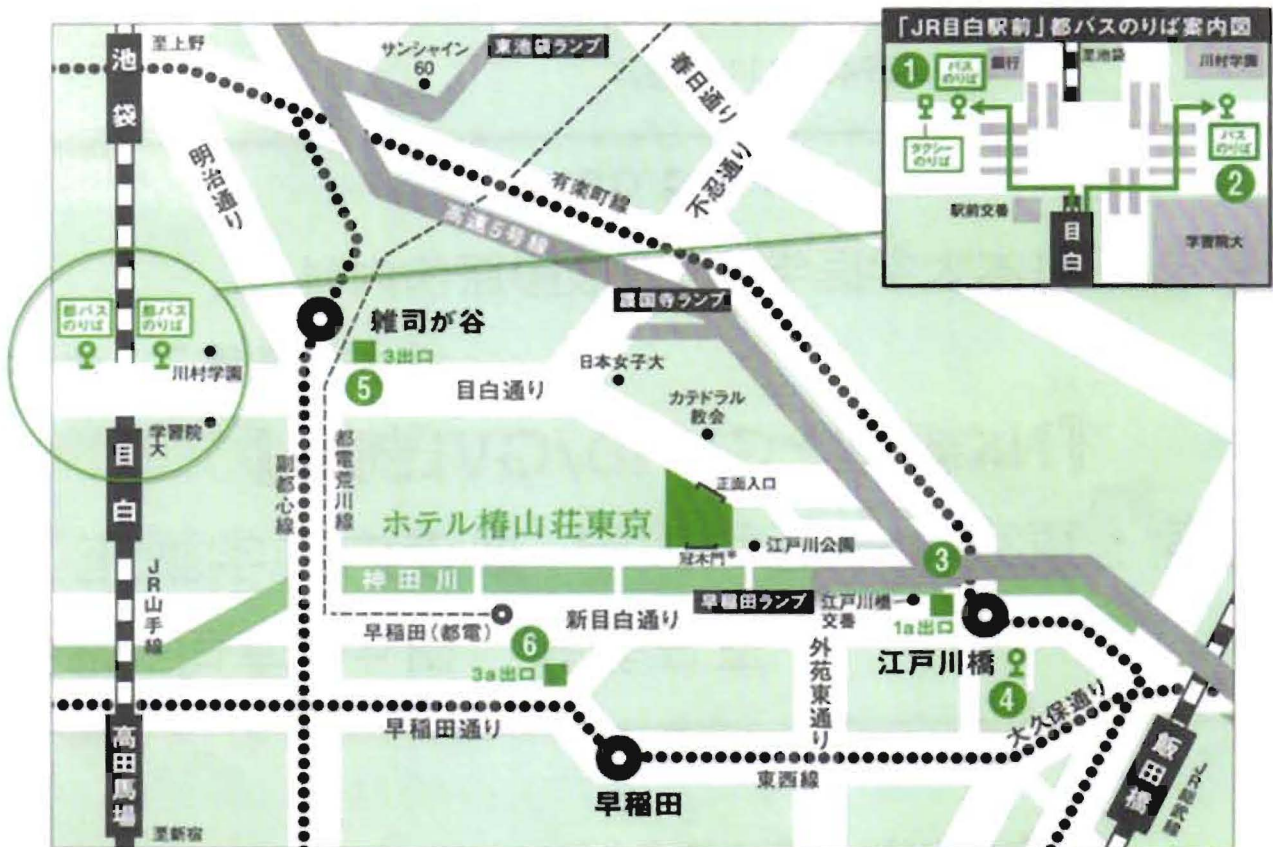 「JR目白駅前」都バスのりば案内図
1
バス
のりば
銀行
至池袋
川村学園
タクシー
のりば
バス
のりば
2
駅前交番
目白
学習院大
池袋
至上野
サンシャイン
60
東池袋ランプ
春日通り
明治通り
有楽町線
不忍通り
高速5号線
護国寺ランプ
都バス
のりば
都バス
のりば
川村学園
雑司が谷
3出口
5
目白通り
日本女子大
カテドラル
教会
学習院
大
目白
副都心線
都電荒川線
正面入口
ホテル椿山荘東京
冠木門*
江戸川公園
3
神田川
早稲田ランプ
江戸川橋
交番
1a出口
JR山手線
早稲田(都電)
新目白通り
6
3a出口
外苑東通り
江戸川橋
4
大久保通り
早稲田通り
高田馬場
東西線
早稲田
飯田橋
至新宿